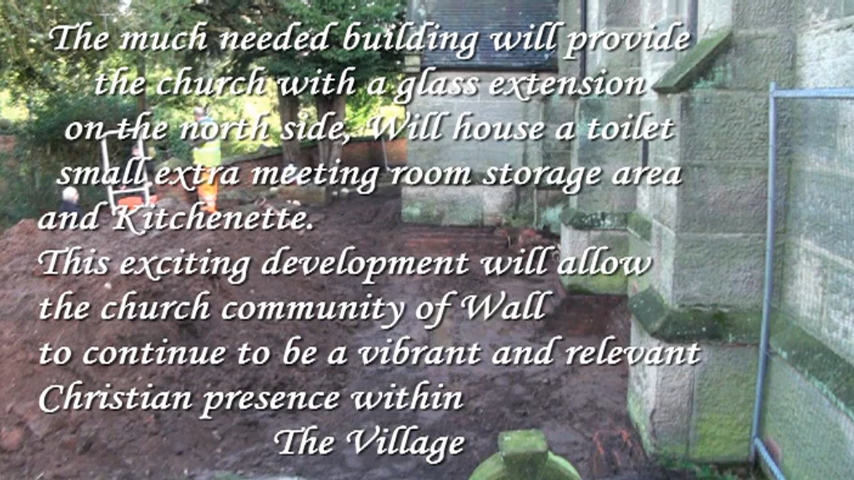 The much needed building will provide
the church with a glass extension
on the north side, Will house a toilet
small extra meeting room storage area
and Kitchenette.
This exciting development will allow
the church community of Wall
to continue to be a vibrant and relevant
Christian presence within
The Village